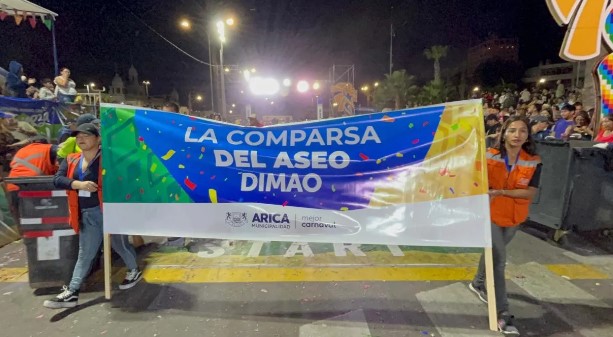 LA COMPARSA
DEL ASEO
DIMAO
ARICA
MUNICIPALIDAD
mejor
carnaval
START